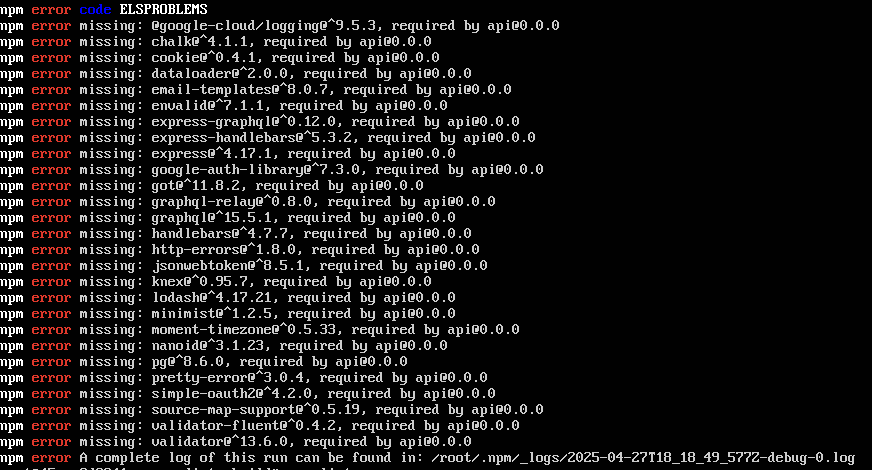 npm error code ELSPROBLEMS
npm error missing: @google-cloud/logging@^9.5.3, required by api@0.0.0
npm error missing: chalk@^4.1.1, required by api@0.0.0
npm error missing: cookie@^0.4.1, required by api@0.0.0
npm error missing: dataloader@^2.0.0, required by api@0.0.0
npm error missing: email-templates@^8.0.7, required by api@0.0.0
npm error missing: envalid@^7.1.1, required by api@0.0.0
npm error missing: express-graphql@^0.12.0, required by api@0.0.0
npm error missing: express-handlebars@^5.3.2, required by api@0.0.0
npm error missing: express@^4.17.1, required by api@0.0.0
npm error missing: google-auth-library@^7.3.0, required by api@0.0.0
npm error missing: got@^11.8.2, required by api@0.0.0
npm error missing: graphql-relay@^0.8.0, required by api@0.0.0
npm error missing: graphql@^15.5.1, required by api@0.0.0
npm error missing: handlebars@^4.7.7, required by api@0.0.0
npm error missing: http-errors@^1.8.0, required by api@0.0.0
npm error missing: jsonwebtoken@^8.5.1, required by api@0.0.0
npm error missing: knex@^0.95.7, required by api@0.0.0
npm error missing: lodash@^4.17.21, required by api@0.0.0
npm error missing: minimist@^1.2.5, required by api@0.0.0
npm error missing: moment-timezone@^0.5.33, required by api@0.0.0
npm error missing: nanoid@^3.1.23, required by api@0.0.0
npm error missing: pg@^8.6.0, required by api@0.0.0
npm error missing: pretty-error@^3.0.4, required by api@0.0.0
npm error missing: simple-oauth2@^4.2.0, required by api@0.0.0
npm error missing: source-map-support@^0.5.19, required by api@0.0.0
npm error missing: validator-fluent@^0.4.2, required by api@0.0.0
npm error missing: validator@^13.6.0, required by api@0.0.0
npm error A complete log of this run can be found in: /root/.npm/_logs/2025-04-27T18_18_49_577Z-debug-0.log